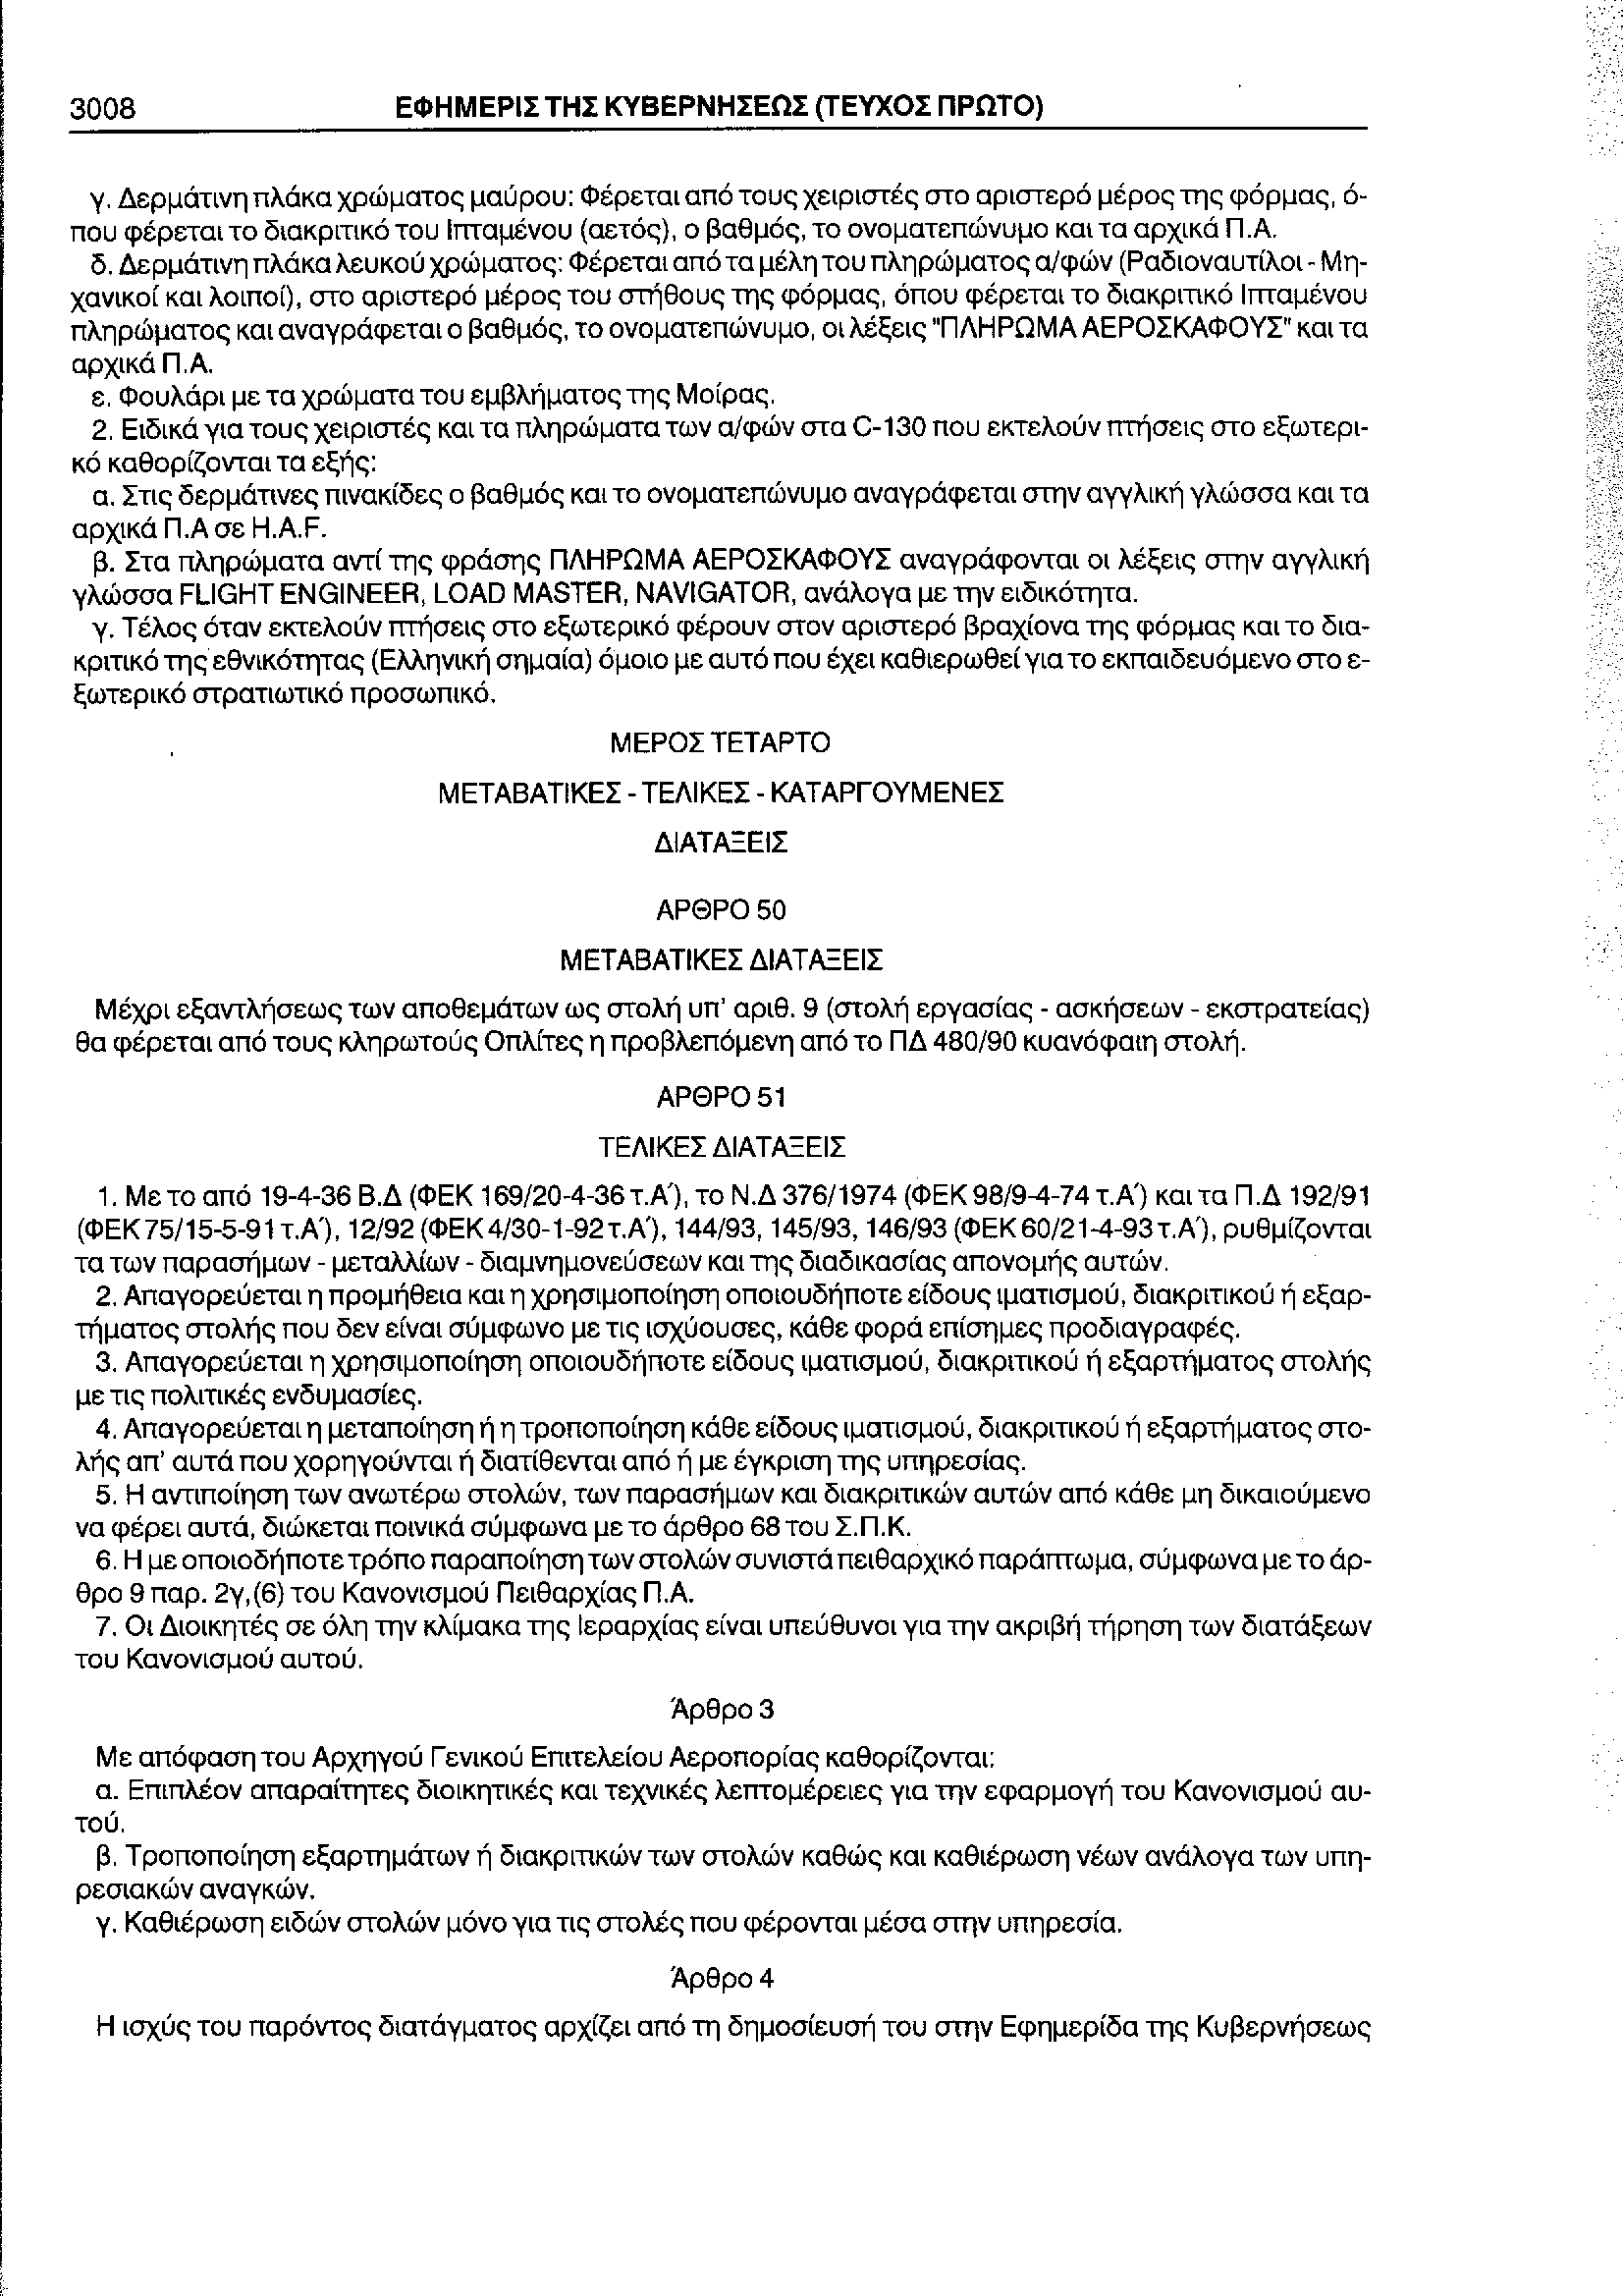 3008
ΕΦΗΜΕΡΙΣ ΤΗΣ ΚΥΒΕΡΝΗΣΕΩΣ (ΤΕΥΧΟΣ ΠΡΩΤΟ)
γ. Δερμάτινη πλάκα χρώματος μαύρου: Φέρεται από τους χειριστές στο αριστερό μέρος της φόρμας, ό-
που φέρεται το διακριτικό του Ιπταμένου (αετός), ο βαθμός, το ονοματεπώνυμο και τα αρχικά Π.Α.
δ. Δερμάτινη πλάκα λευκού χρώματος: Φέρεται από τα μέλη του πληρώματος α/φών (Ραδιοναυτίλοι - Μη-
χανικοί και λοιποί), στο αριστερό μέρος του στήθους της φόρμας, όπου φέρεται το διακριτικό Ιπταμένου
πληρώματος και αναγράφεται ο βαθμός, το ονοματεπώνυμο, οι λέξεις "ΠΛΗΡΩΜΑ ΑΕΡΟΣΚΑΦΟΥΣ" και τα
αρχικά Π.Α.
ε. Φουλάρι με τα χρώματα του εμβλήματος της Μοίρας.
2. Ειδικά για τους χειριστές και τα πληρώματα των α/φών στα C-130 που εκτελούν πτήσεις στο εξωτερι-
κό καθορίζονται τα εξής:
α. Στις δερμάτινες πινακίδες ο βαθμός και το ονοματεπώνυμο αναγράφεται στην αγγλική γλώσσα και τα
αρχικά Π.Α σε H.A.F.
β. Στα πληρώματα αντί της φράσης ΠΛΗΡΩΜΑ ΑΕΡΟΣΚΑΦΟΥΣ αναγράφονται οι λέξεις στην αγγλική
γλώσσα FLIGHT ENGINEER, LOAD MASTER, NAVIGATOR, ανάλογα με την ειδικότητα.
γ. Τέλος όταν εκτελούν πτήσεις στο εξωτερικό φέρουν στον αριστερό βραχίονα της φόρμας και το δια-
κριτικό της εθνικότητας (Ελληνική σημαία) όμοιο με αυτό που έχει καθιερωθεί για το εκπαιδευόμενο στο ε-
ξωτερικό στρατιωτικό προσωπικό.
ΜΕΡΟΣ ΤΕΤΑΡΤΟ
ΜΕΤΑΒΑΤΙΚΕΣ - ΤΕΛΙΚΕΣ - ΚΑΤΑΡΓΟΥΜΕΝΕΣ
ΔΙΑΤΑΞΕΙΣ
ΑΡΘΡΟ 50
ΜΕΤΑΒΑΤΙΚΕΣ ΔΙΑΤΑΞΕΙΣ
Μέχρι εξαντλήσεως των αποθεμάτων ως στολή υπ' αριθ. 9 (στολή εργασίας - ασκήσεων - εκστρατείας)
θα φέρεται από τους κληρωτούς Οπλίτες η προβλεπόμενη από το ΠΔ 480/90 κυανόφαιη στολή.
ΑΡΘΡΟ 51
ΤΕΛΙΚΕΣ ΔΙΑΤΑΞΕΙΣ
1. Με το από 19-4-36 Β.Δ (ΦΕΚ 169/20-4-36 τ.Α'), το Ν.Δ 376/1974 (ΦΕΚ 98/9-4-74 τ.Α') και τα Π.Δ 192/91
(ΦΕΚ 75/15-5-91 τ.Α'), 12/92 (ΦΕΚ 4/30-1-92 τ.Α'), 144/93, 145/93, 146/93 (ΦΕΚ 60/21-4-93 τ.Α'), ρυθμίζονται
τα των παρασήμων - μεταλλίων - διαμνημονεύσεων και της διαδικασίας απονομής αυτών.
2. Απαγορεύεται η προμήθεια και η χρησιμοποίηση οποιουδήποτε είδους ιματισμού, διακριτικού ή εξαρ-
τήματος στολής που δεν είναι σύμφωνο με τις ισχύουσες, κάθε φορά επίσημες προδιαγραφές.
3. Απαγορεύεται η χρησιμοποίηση οποιουδήποτε είδους ιματισμού, διακριτικού ή εξαρτήματος στολής
με τις πολιτικές ενδυμασίες.
4. Απαγορεύεται η μεταποίηση ή η τροποποίηση κάθε είδους ιματισμού, διακριτικού ή εξαρτήματος στο-
λής απ' αυτά που χορηγούνται ή διατίθενται από ή με έγκριση της υπηρεσίας.
5. Η αντιποίηση των ανωτέρω στολών, των παρασήμων και διακριτικών αυτών από κάθε μη δικαιούμενο
να φέρει αυτά, διώκεται ποινικά σύμφωνα με το άρθρο 68 του Σ.Π.Κ.
6. Η με οποιοδήποτε τρόπο παραποίηση των στολών συνιστά πειθαρχικό παράπτωμα, σύμφωνα με το άρ-
θρο 9 παρ. 2γ,(6) του Κανονισμού Πειθαρχίας Π.Α.
7. Οι Διοικητές σε όλη την κλίμακα της Ιεραρχίας είναι υπεύθυνοι για την ακριβή τήρηση των διατάξεων
του Κανονισμού αυτού.
Άρθρο 3
Με απόφαση του Αρχηγού Γενικού Επιτελείου Αεροπορίας καθορίζονται:
α. Επιπλέον απαραίτητες διοικητικές και τεχνικές λεπτομέρειες για την εφαρμογή του Κανονισμού αυ-
τού.
β. Τροποποίηση εξαρτημάτων ή διακριτικών των στολών καθώς και καθιέρωση νέων ανάλογα των υπη-
ρεσιακών αναγκών.
γ. Καθιέρωση ειδών στολών μόνο για τις στολές που φέρονται μέσα στην υπηρεσία.
Άρθρο 4
Η ισχύς του παρόντος διατάγματος αρχίζει από τη δημοσίευσή του στην Εφημερίδα της Κυβερνήσεως